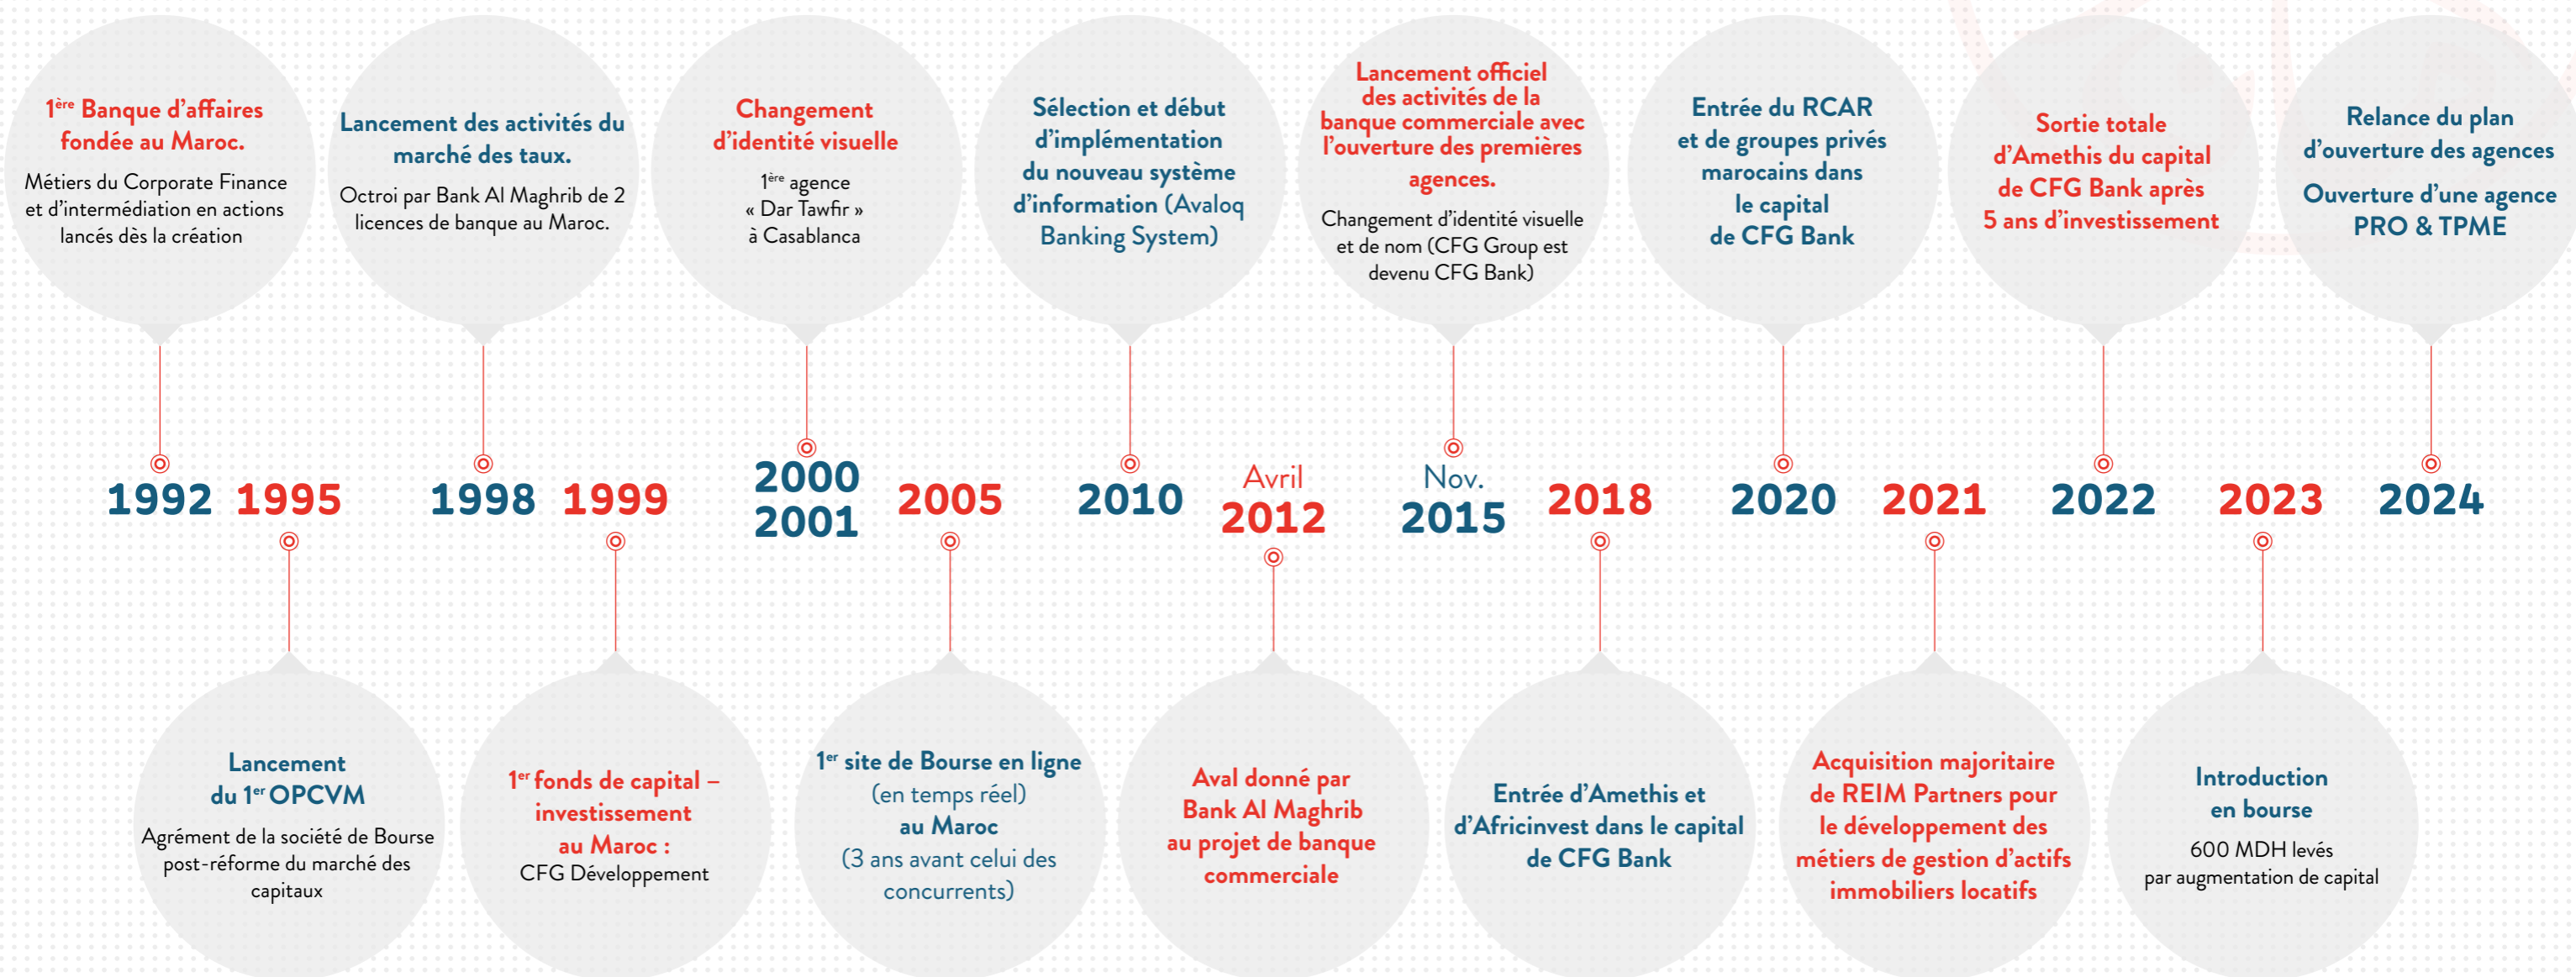 1ère Banque d'affaires
fondée au Maroc.
Métiers du Corporate Finance
et d'intermédiation en actions
lancés dès la création
Lancement des activités du
marché des taux.
Octroi par Bank Al Maghrib de 2
licences de banque au Maroc.
Changement
d'identité visuelle
1ère agence
« Dar Tawfir »
à Casablanca
Sélection et début
d'implémentation
du nouveau système
d'information (Avaloq
Banking System)
Lancement officiel
des activités de la
banque commerciale avec
l'ouverture des premières
agences.
Changement d'identité visuelle
et de nom (CFG Group est
devenu CFG Bank)
Entrée du RCAR
et de groupes privés
marocains dans
le capital
de CFG Bank
Sortie totale
d'Amethis du capital
de CFG Bank après
5 ans d'investissement
Relance du plan
d'ouverture des agences
Ouverture d'une agence
PRO & TPME
1992
1995
1998
1999
2000
2001
2005
2010
Avril
2012
Nov.
2015
2018
2020
2021
2022
2023
2024
Lancement
du 1er OPCVM
Agrément de la société de Bourse
post-réforme du marché des
capitaux
1er fonds de capital –
investissement
au Maroc :
CFG Développement
1er site de Bourse en ligne
(en temps réel)
au Maroc
(3 ans avant celui des
concurrents)
Aval donné par
Bank Al Maghrib
au projet de banque
commerciale
Entrée d'Amethis et
d'Africinvest dans le capital
de CFG Bank
Acquisition majoritaire
de REIM Partners pour
le développement des
métiers de gestion d'actifs
immobiliers locatifs
Introduction
en bourse
600 MDH levés
par augmentation de capital